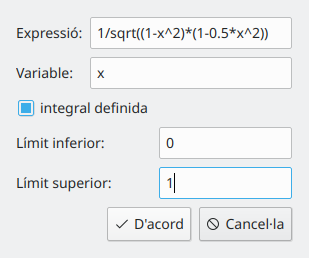 Expressió: 1/sqrt((1-x^2)*(1-0.5*x^2))
Variable: x
integral definida
Límit inferior: 0
Límit superior: 1
D'acord Cancel·la